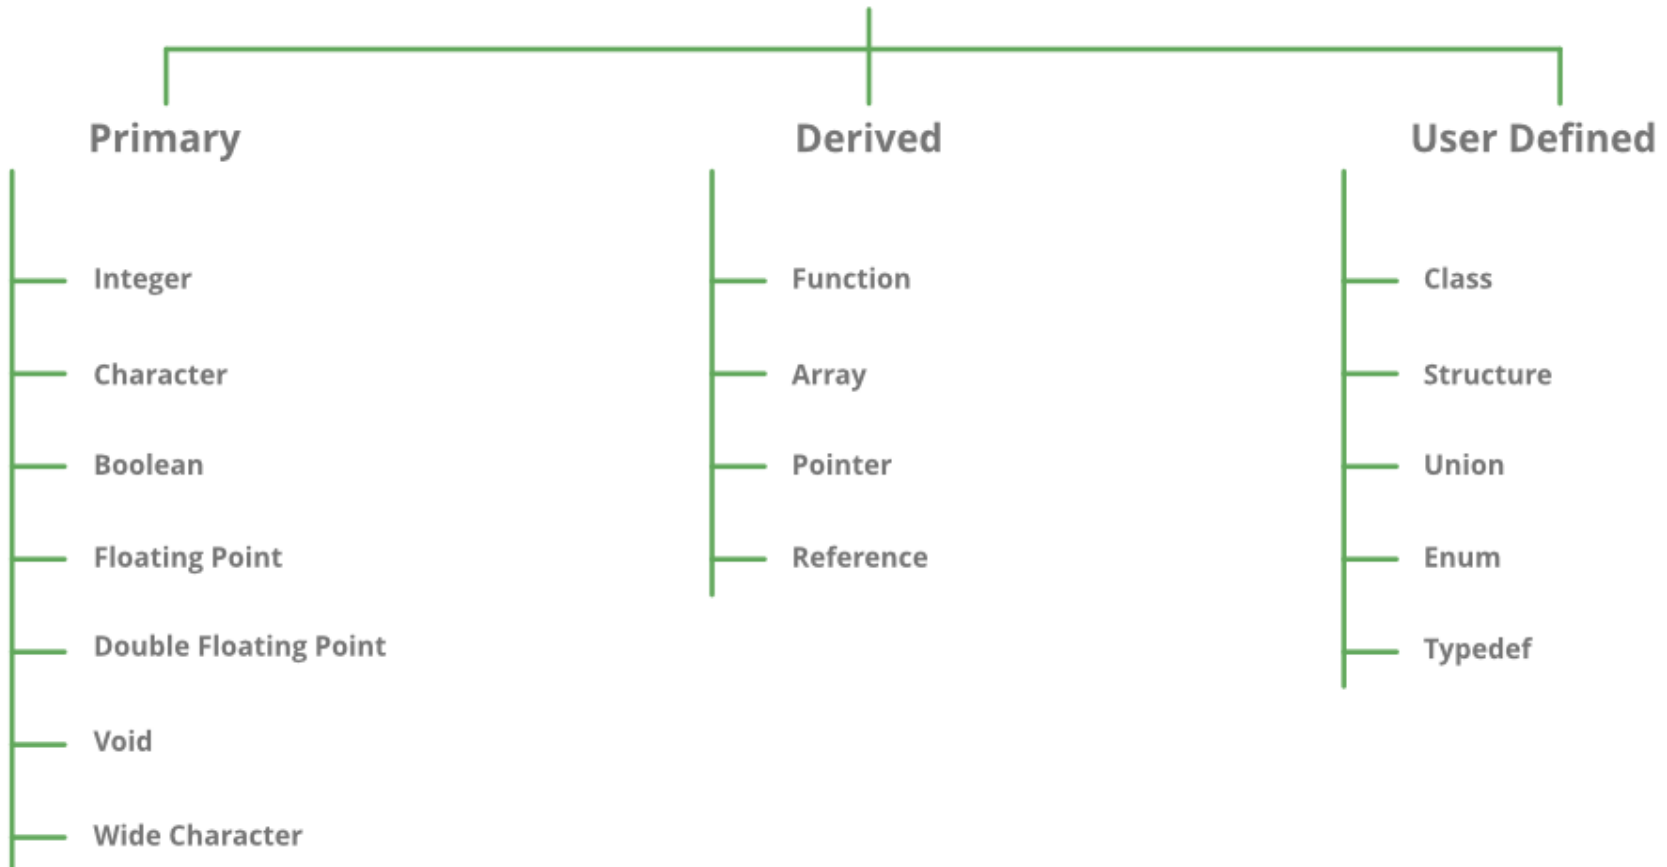 Primary
Integer
Character
Boolean
Floating Point
Double Floating Point
Void
Wide Character
Derived
Function
Array
Pointer
Reference
User Defined
Class
Structure
Union
Enum
Typedef